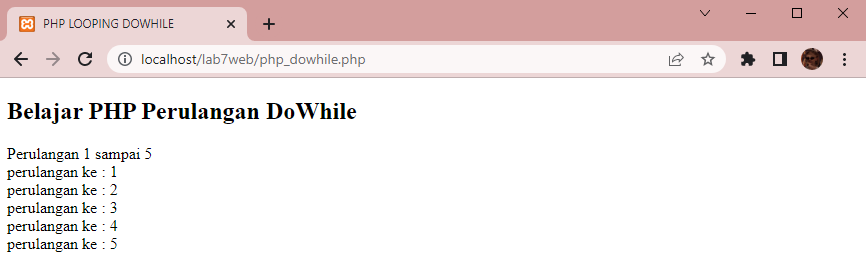 PHP LOOPING DOWHILE
localhost/lab7web/php_dowhile.php
Belajar PHP Perulangan DoWhile
Perulangan 1 sampai 5
perulangan ke : 1
perulangan ke : 2
perulangan ke : 3
perulangan ke : 4
perulangan ke : 5